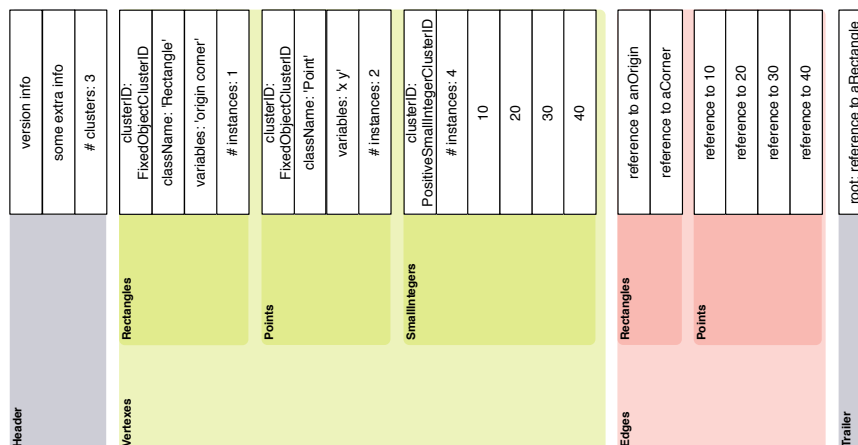 Header
version info
some extra info
# clusters: 3
Vertexes
Rectangles
clusterID:
FixedObjectClusterID
className: 'Rectangle'
variables: 'origin corner'
# instances: 1
Points
clusterID:
FixedObjectClusterID
className: 'Point'
variables: 'x y'
# instances: 2
SmallIntegers
clusterID:
PositiveSmallIntegerClusterID
# instances: 4
10
20
30
40
Edges
Rectangles
reference to anOrigin
reference to aCorner
Points
reference to 10
reference to 20
reference to 30
reference to 40
Trailer
root: reference to aRectangle